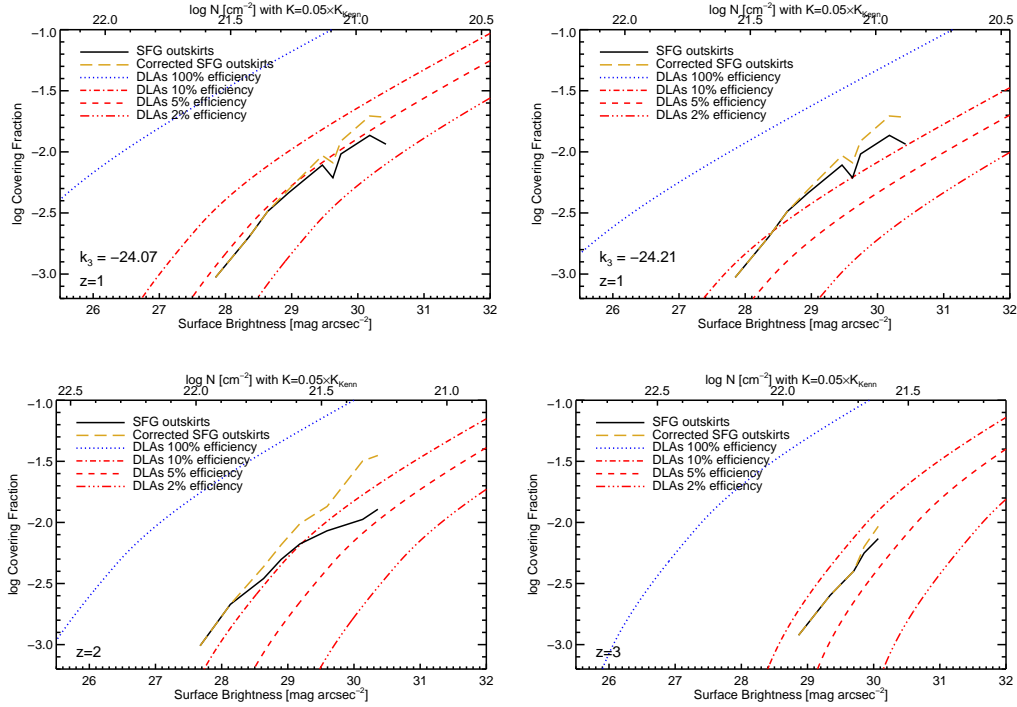 log N [cm⁻²] with K=0.05×K_Kenn
22.0 21.5 21.0 20.5
-1.0
-1.5
-2.0
-2.5
-3.0
log Covering Fraction
SFG outskirts
Corrected SFG outskirts
DLAs 100% efficiency
DLAs 10% efficiency
DLAs 5% efficiency
DLAs 2% efficiency
k₃ = −24.07
z=1
26 27 28 29 30 31 32
Surface Brightness [mag arcsec⁻²]
log N [cm⁻²] with K=0.05×K_Kenn
22.0 21.5 21.0 20.5
-1.0
-1.5
-2.0
-2.5
-3.0
log Covering Fraction
SFG outskirts
Corrected SFG outskirts
DLAs 100% efficiency
DLAs 10% efficiency
DLAs 5% efficiency
DLAs 2% efficiency
k₃ = −24.21
z=1
26 27 28 29 30 31 32
Surface Brightness [mag arcsec⁻²]
log N [cm⁻²] with K=0.05×K_Kenn
22.5 22.0 21.5 21.0
-1.0
-1.5
-2.0
-2.5
-3.0
log Covering Fraction
SFG outskirts
Corrected SFG outskirts
DLAs 100% efficiency
DLAs 10% efficiency
DLAs 5% efficiency
DLAs 2% efficiency
z=2
26 27 28 29 30 31 32
Surface Brightness [mag arcsec⁻²]
log N [cm⁻²] with K=0.05×K_Kenn
22.5 22.0 21.5
-1.0
-1.5
-2.0
-2.5
-3.0
log Covering Fraction
SFG outskirts
Corrected SFG outskirts
DLAs 100% efficiency
DLAs 10% efficiency
DLAs 5% efficiency
DLAs 2% efficiency
z=3
26 27 28 29 30 31 32
Surface Brightness [mag arcsec⁻²]